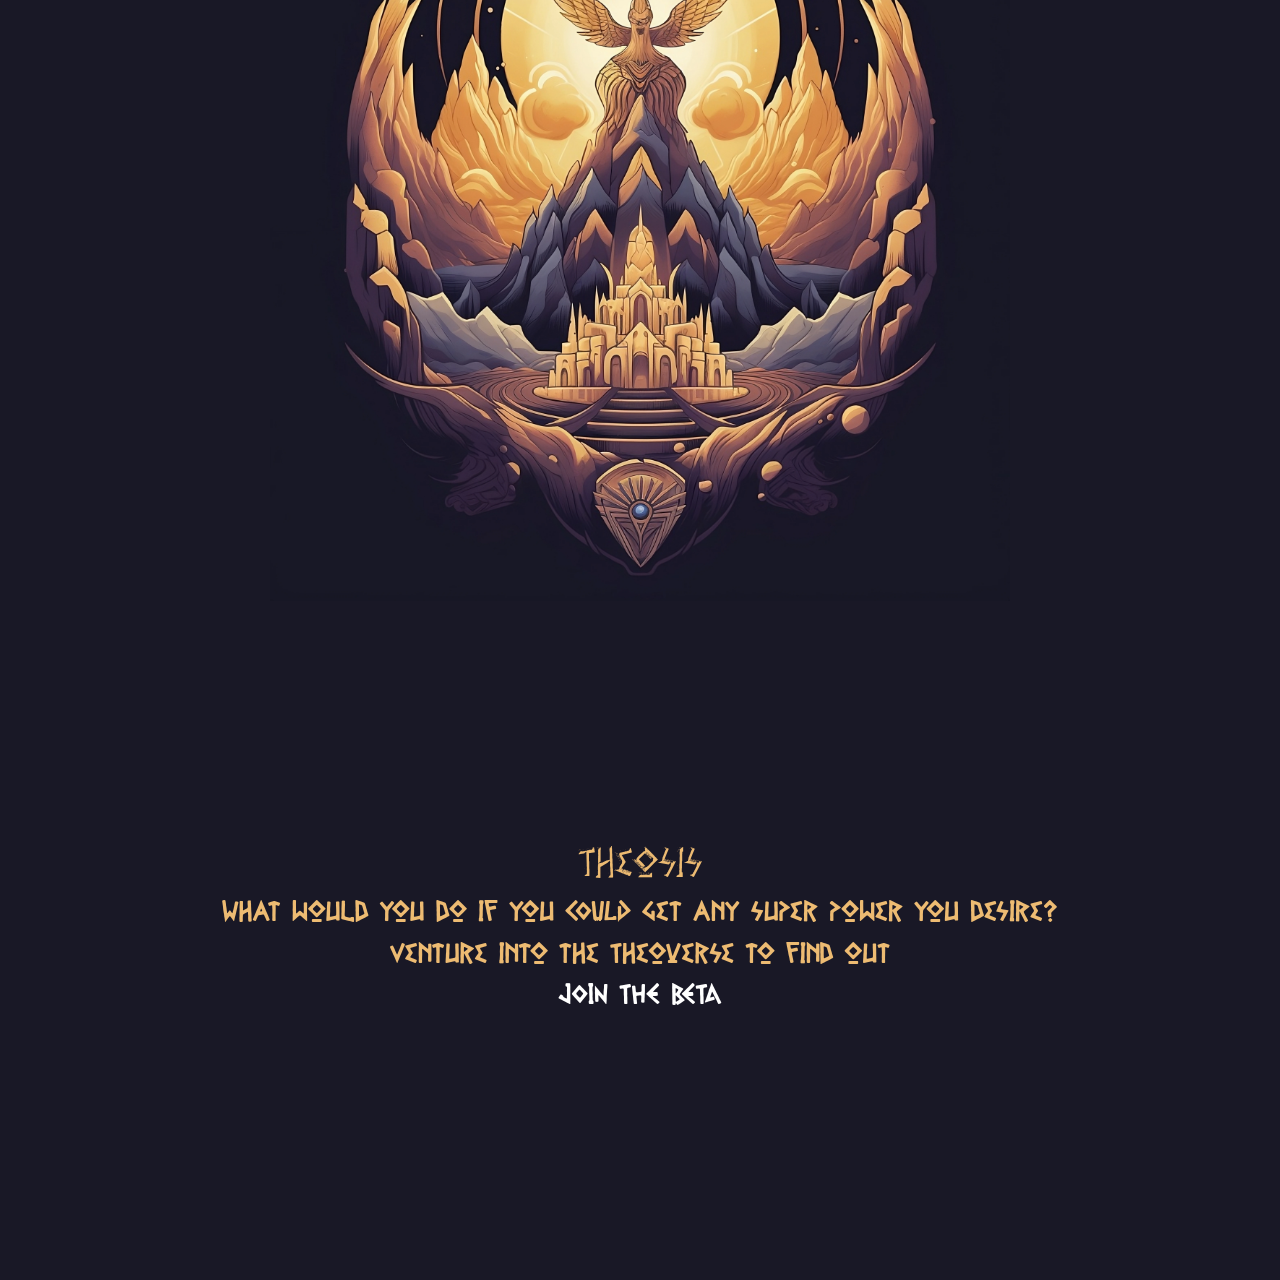 THEOSIS
WHAT WOULD YOU DO IF YOU COULD GET ANY SUPER POWER YOU DESIRE?
VENTURE INTO THE THEOVERSE TO FIND OUT
JOIN THE BETA